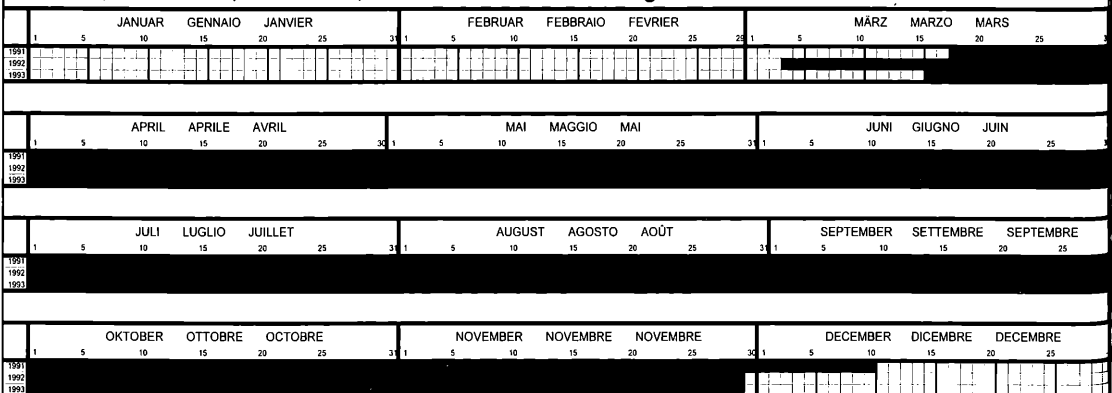 JANUAR GENNAIO JANVIER FEBRUAR FEBBRAIO FEVRIER MÄRZ MARZO MARS
1 5 10 15 20 25 31 1 5 10 15 20 25 29 1 5 10 15 20 25
1991
1992
1993
APRIL APRILE AVRIL MAI MAGGIO MAI JUNI GIUGNO JUIN
1 5 10 15 20 25 30 1 5 10 15 20 25 31 1 5 10 15 20 25
1991
1992
1993
JULI LUGLIO JUILLET AUGUST AGOSTO AOÛT SEPTEMBER SETTEMBRE SEPTEMBRE
1 5 10 15 20 25 31 1 5 10 15 20 25 31 1 5 10 15 20 25
1991
1992
1993
OKTOBER OTTOBRE OCTOBRE NOVEMBER NOVEMBRE NOVEMBRE DECEMBER DICEMBRE DECEMBRE
1 5 10 15 20 25 31 1 5 10 15 20 25 30 1 5 10 15 20 25
1991
1992
1993